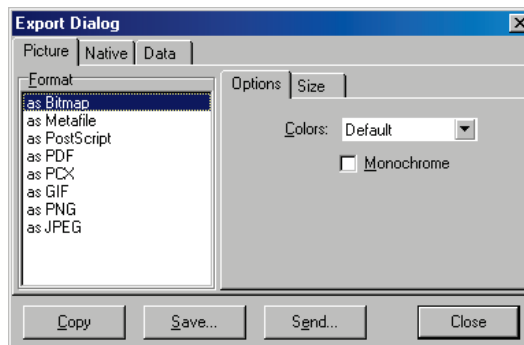 Export Dialog
Picture Native Data
Format
as Bitmap
as Metafile
as PostScript
as PDF
as PCX
as GIF
as PNG
as JPEG
Options Size
Colors: Default
Monochrome
Copy Save... Send... Close